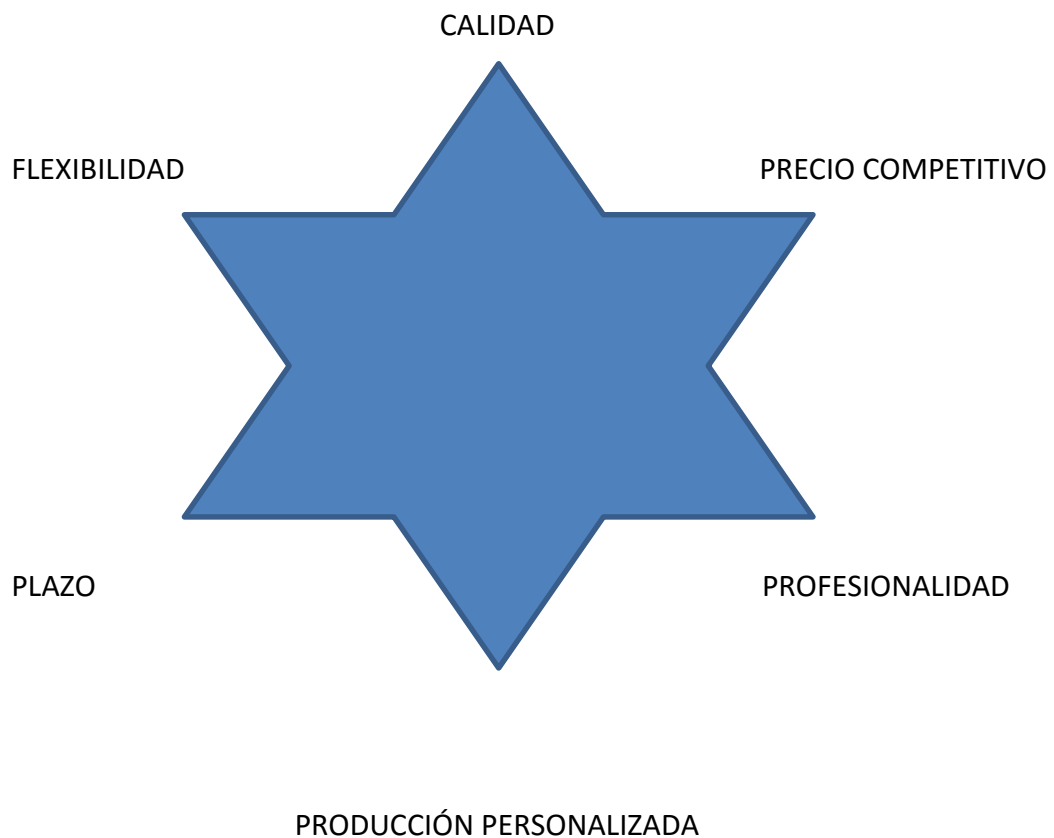 CALIDAD
FLEXIBILIDAD
PRECIO COMPETITIVO
PLAZO
PROFESIONALIDAD
PRODUCCIÓN PERSONALIZADA